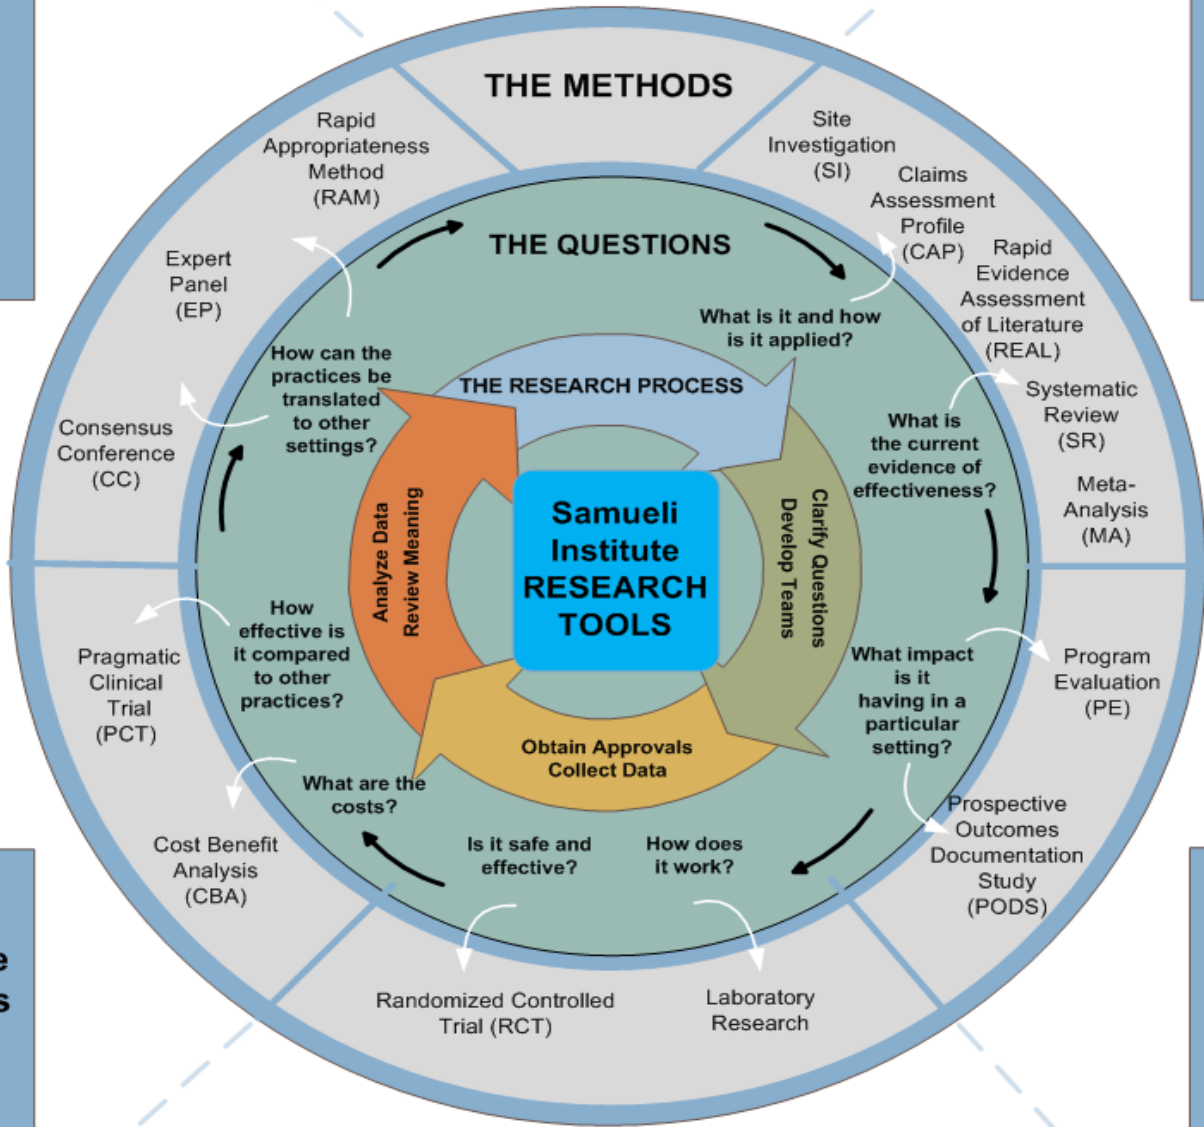 THE METHODS
Site
Investigation
(SI)
Claims
Assessment
Profile
(CAP)
Rapid
Evidence
Assessment
of Literature
(REAL)
Systematic
Review
(SR)
Meta-
Analysis
(MA)
Program
Evaluation
(PE)
Prospective
Outcomes
Documentation
Study
(PODS)
Laboratory
Research
Randomized Controlled
Trial (RCT)
Cost Benefit
Analysis
(CBA)
Pragmatic
Clinical
Trial
(PCT)
Consensus
Conference
(CC)
Expert
Panel
(EP)
Rapid
Appropriateness
Method
(RAM)
THE QUESTIONS
What is it and how
is it applied?
What is
the current
evidence of
effectiveness?
What impact
is it
having in a
particular
setting?
How does
it work?
Is it safe and
effective?
What are the
costs?
How
effective is
it compared
to other
practices?
How can the
practices be
translated
to other
settings?
THE RESEARCH PROCESS
Clarify Questions
Develop Teams
Obtain Approvals
Collect Data
Analyze Data
Review Meaning
Samueli
Institute
RESEARCH
TOOLS
e
s